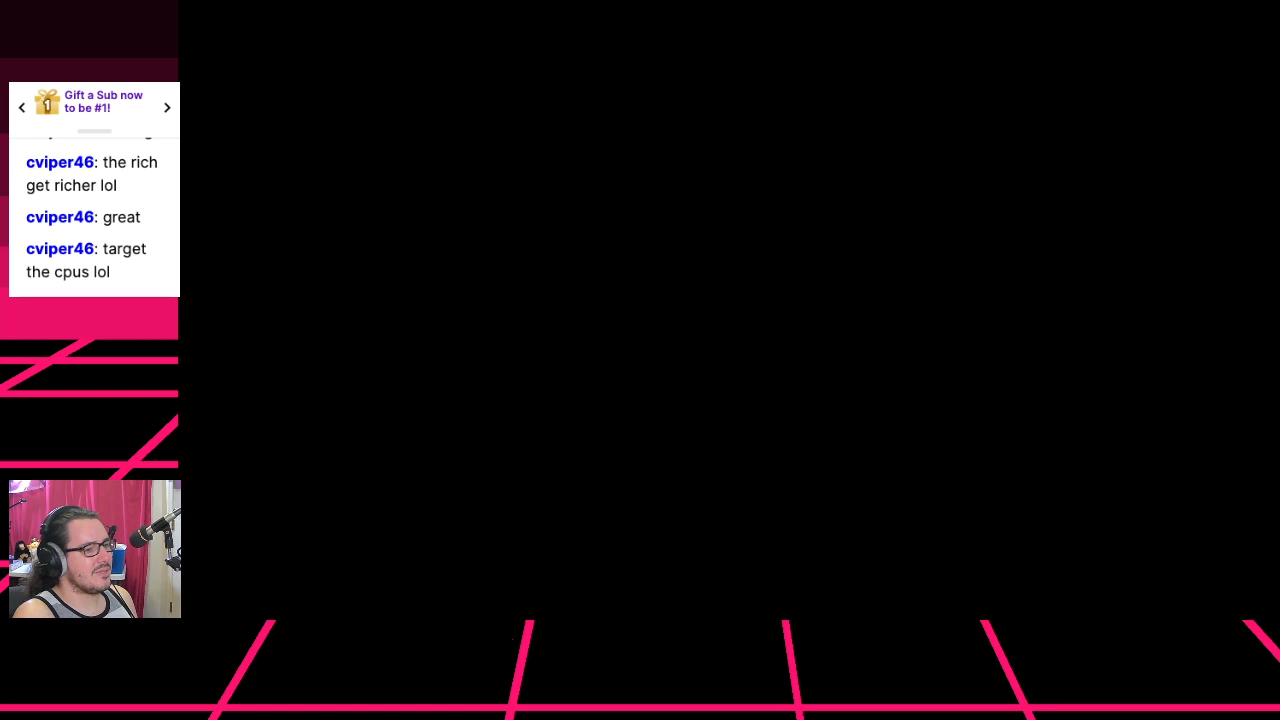 Gift a Sub now
to be #1!
1
cviper46: the rich
get richer lol
cviper46: great
cviper46: target
the cpus lol